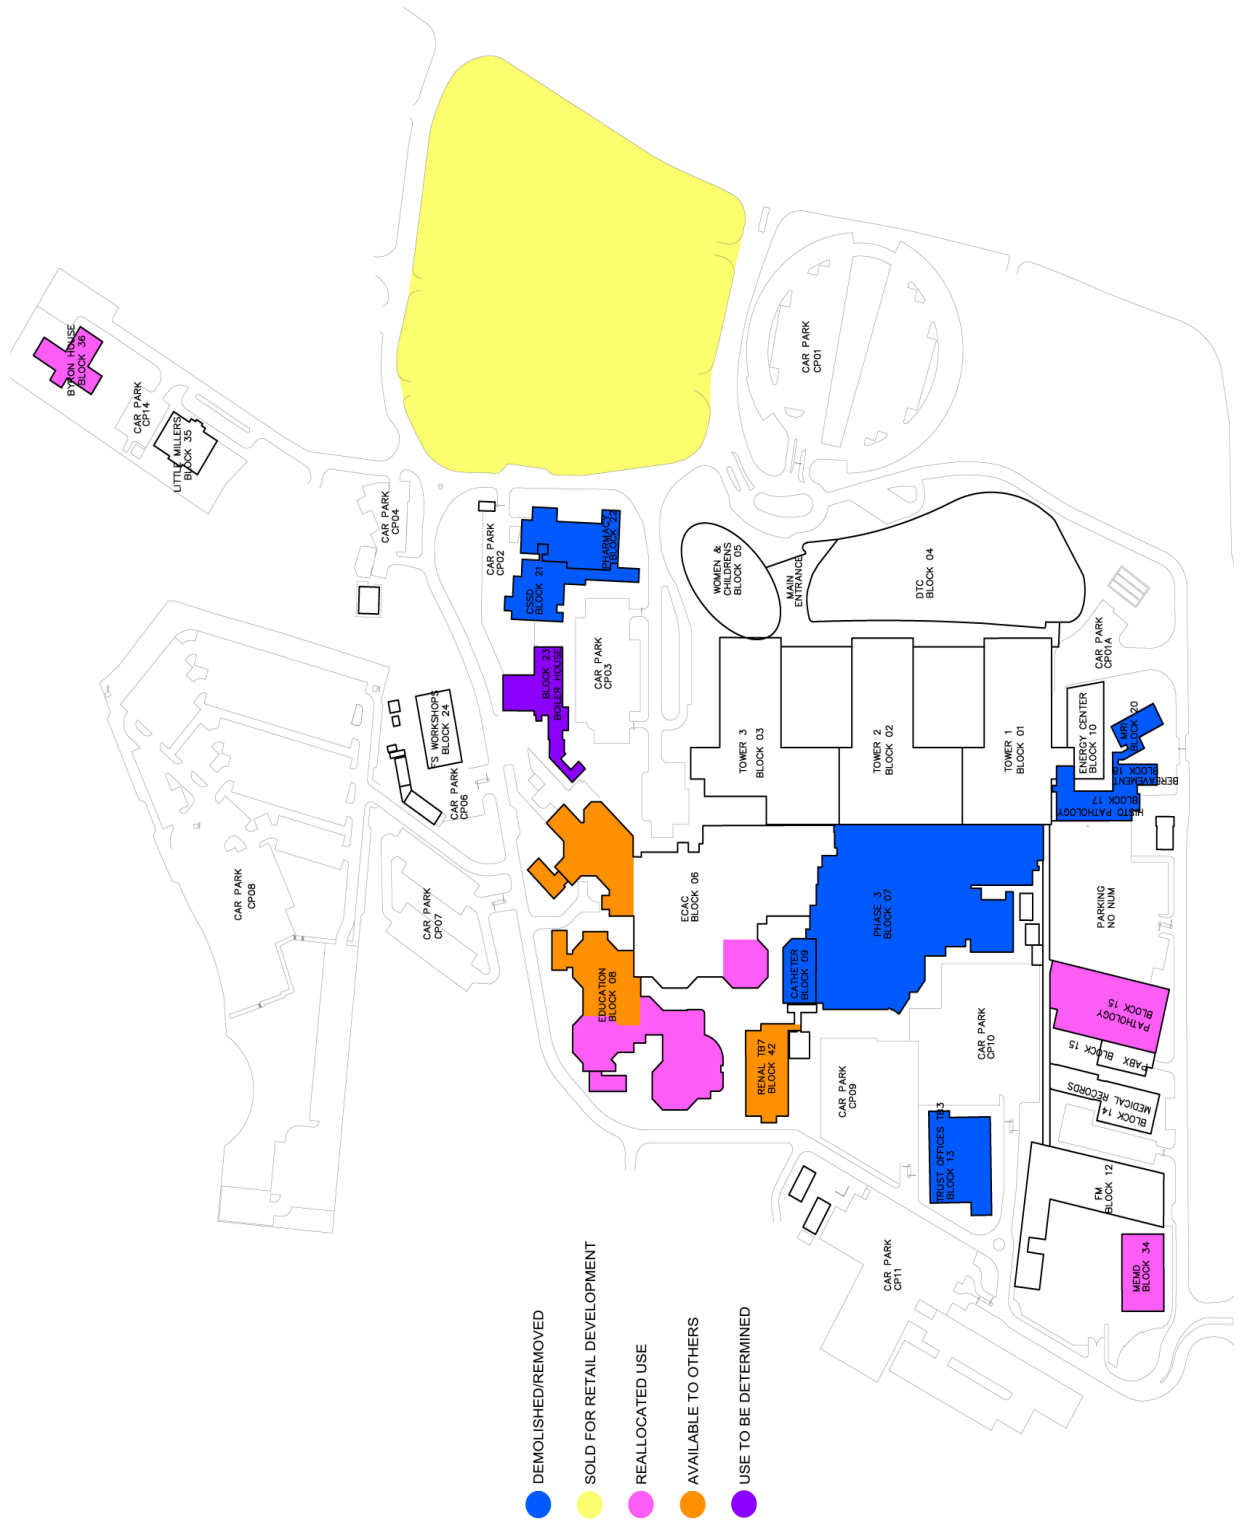 BYRON HOUSE
BLOCK 36
CAR PARK
CP14
LITTLE MILLERS
BLOCK 35
CAR PARK
CP04
CAR PARK
CP02
PHARMACY
BLOCK 22
CSSD
BLOCK 21
BLOCK 23
BOILER HOUSE
CAR PARK
CP03
CAR PARK
CP01
WOMEN &
CHILDRENS
BLOCK 05
MAIN
ENTRANCE
DTC
BLOCK 04
CAR PARK
CP01A
TOWER 3
BLOCK 03
TOWER 2
BLOCK 02
TOWER 1
BLOCK 01
ENERGY CENTER
BLOCK 10
MRI
BLOCK 20
BEREAVEMENT
BLOCK 18
HISTO PATHOLOGY
BLOCK 17
'S WORKSHOPS
BLOCK 24
CAR PARK
CP06
CAR PARK
CP08
CAR PARK
CP07
ECAC
BLOCK 06
PHASE 3
BLOCK 07
CATHETER
BLOCK 09
EDUCATION
BLOCK 08
PARKING
NO NUM
PATHOLOGY
BLOCK 15
PABX BLOCK 15
BLOCK 14
MEDICAL RECORDS
RENAL TB7
BLOCK 42
CAR PARK
CP09
CAR PARK
CP10
TRUST OFFICES TB3
BLOCK 13
FM
BLOCK 12
MEMD
BLOCK 34
CAR PARK
CP11
DEMOLISHED/REMOVED
SOLD FOR RETAIL DEVELOPMENT
REALLOCATED USE
AVAILABLE TO OTHERS
USE TO BE DETERMINED